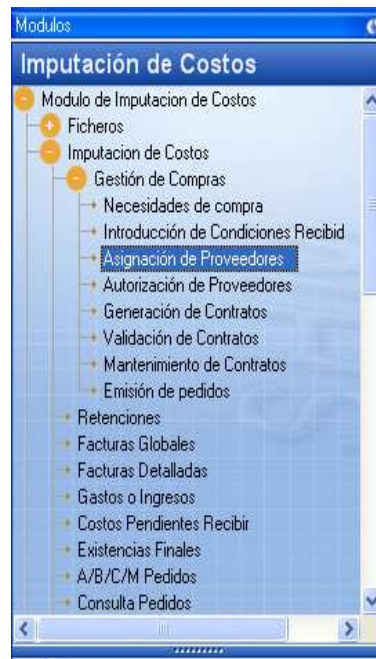 Modulos
Imputación de Costos
Modulo de Imputacion de Costos
Ficheros
Imputacion de Costos
Gestión de Compras
Necesidades de compra
Introducción de Condiciones Recibid
Asignación de Proveedores
Autorización de Proveedores
Generación de Contratos
Validación de Contratos
Mantenimiento de Contratos
Emisión de pedidos
Retenciones
Facturas Globales
Facturas Detalladas
Gastos o Ingresos
Costos Pendientes Recibir
Existencias Finales
A/B/C/M Pedidos
Consulta Pedidos